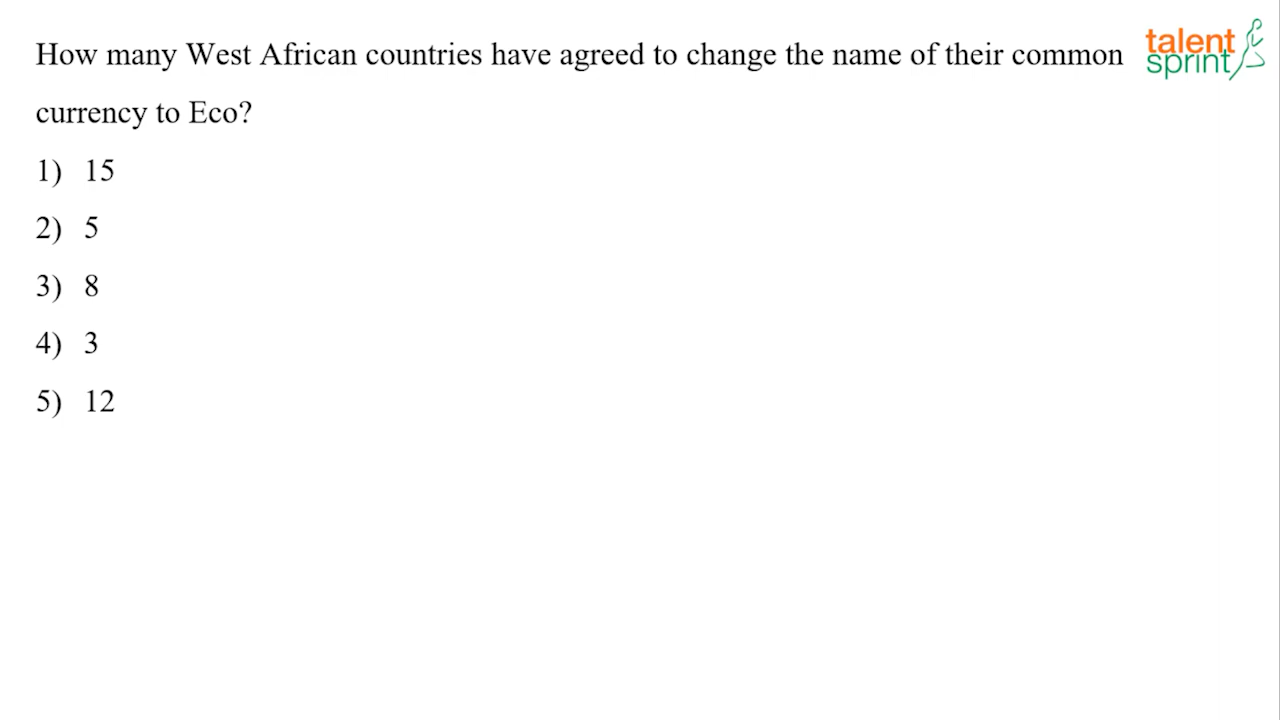 How many West African countries have agreed to change the name of their common
currency to Eco?
1) 15
2) 5
3) 8
4) 3
5) 12
talent
sprint